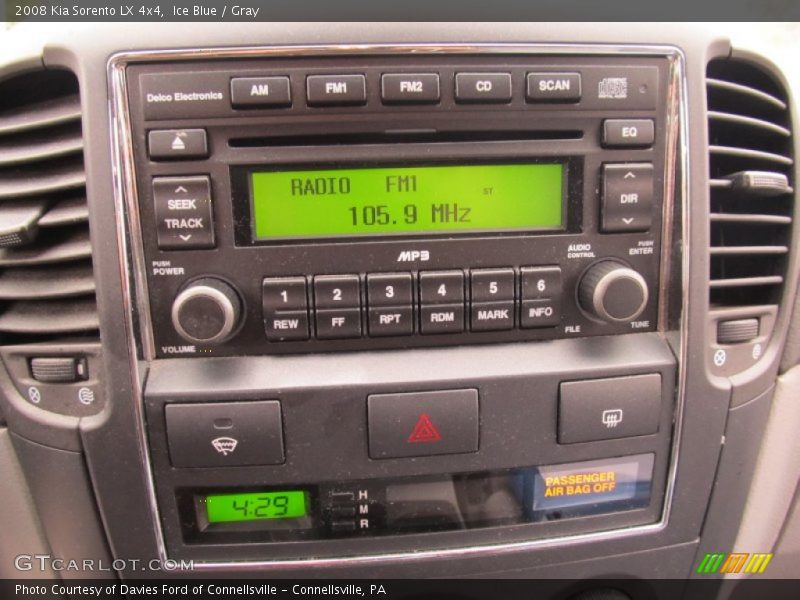 2008 Kia Sorento LX 4x4,  Ice Blue / Gray
Delco Electronics
AM
FM1
FM2
CD
SCAN
EQ
RADIO FM1
ST
105.9 MHz
SEEK
TRACK
DIR
MP3
PUSH
POWER
AUDIO
CONTROL
PUSH
ENTER
1
2
3
4
5
6
REW
FF
RPT
RDM
MARK
INFO
VOLUME
FILE
TUNE
PASSENGER
AIR BAG OFF
4:29
H
M
R
GTCARLOT.COM
Photo Courtesy of Davies Ford of Connellsville - Connellsville, PA